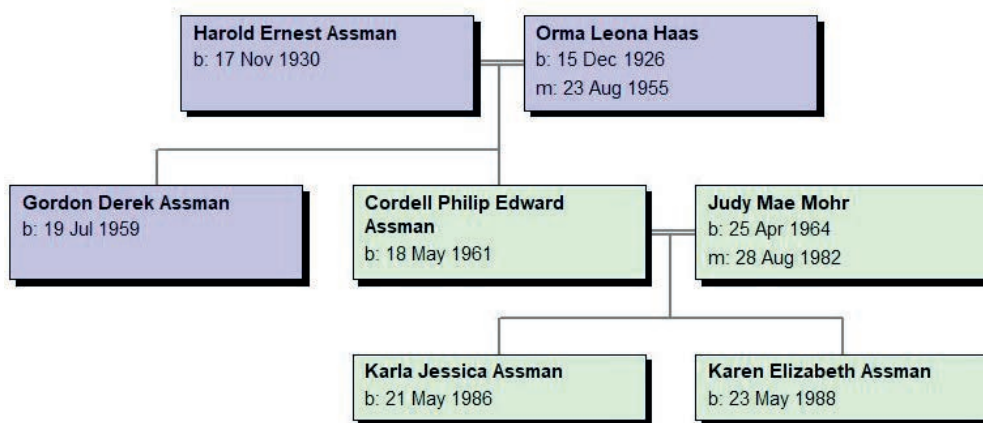 Harold Ernest Assman
b: 17 Nov 1930
Orma Leona Haas
b: 15 Dec 1926
m: 23 Aug 1955
Gordon Derek Assman
b: 19 Jul 1959
Cordell Philip Edward
Assman
b: 18 May 1961
Judy Mae Mohr
b: 25 Apr 1964
m: 28 Aug 1982
Karla Jessica Assman
b: 21 May 1986
Karen Elizabeth Assman
b: 23 May 1988